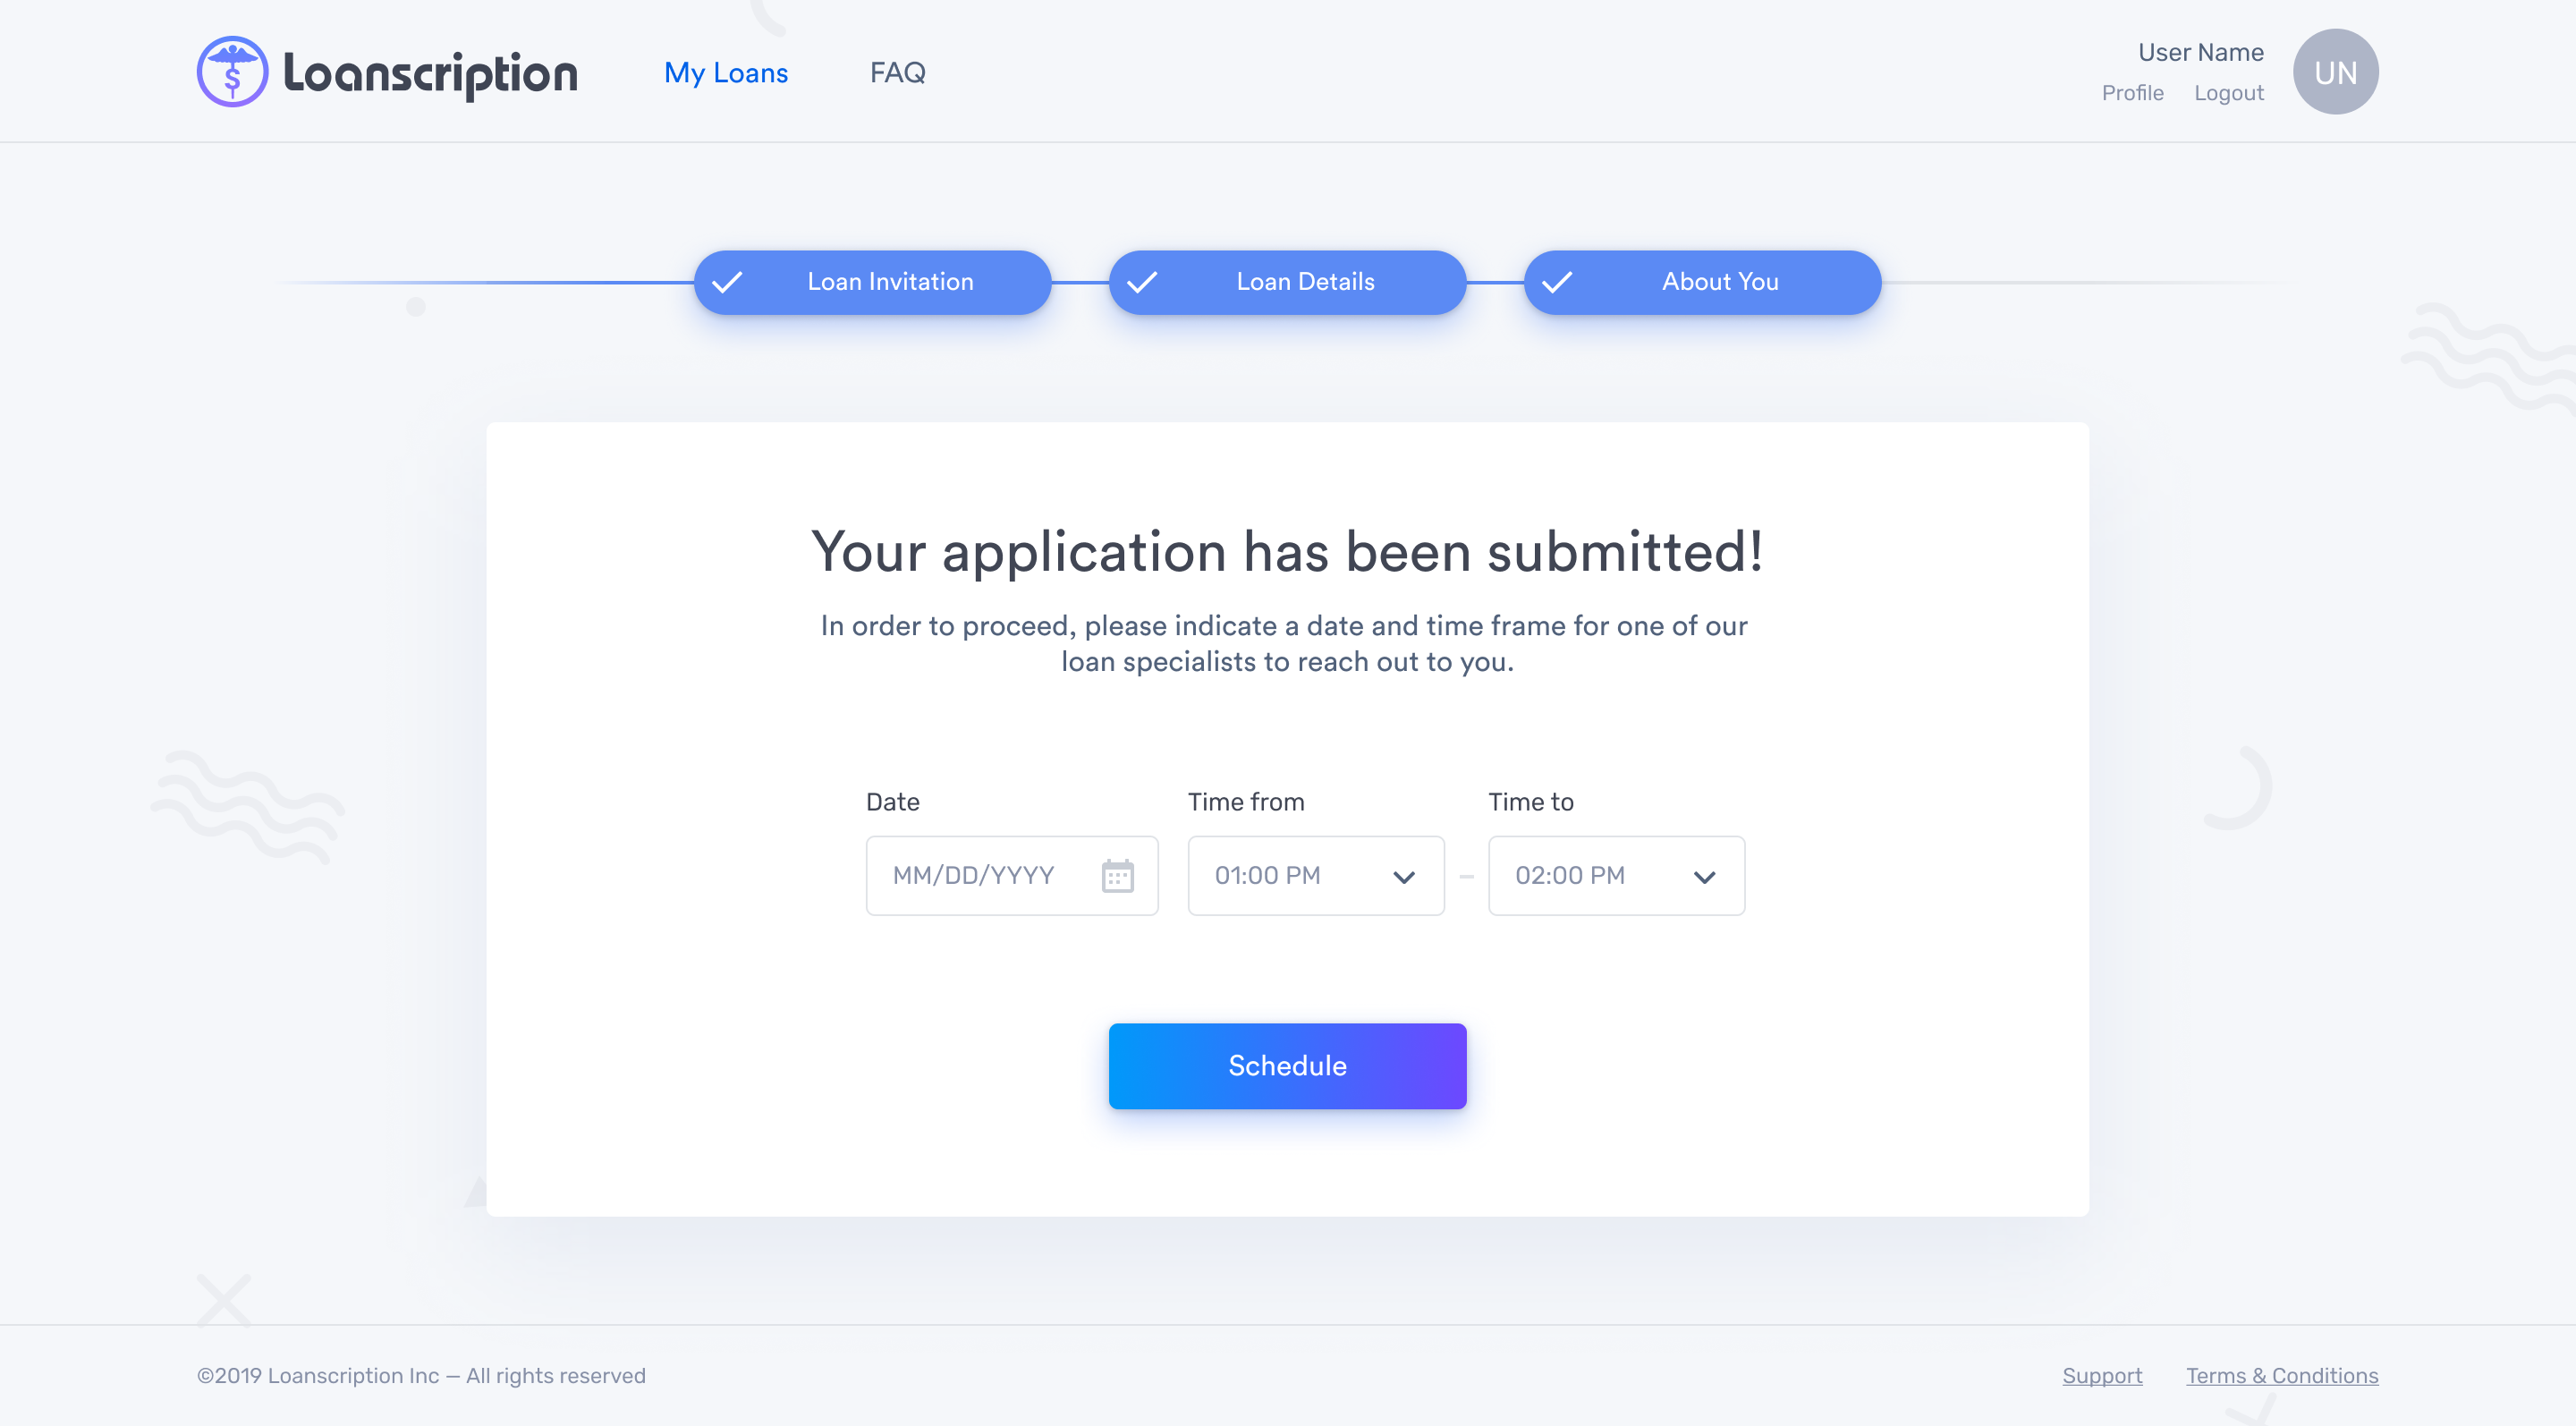 Loanscription
My Loans
FAQ
User Name
Profile
Logout
UN
Loan Invitation
Loan Details
About You
Your application has been submitted!
In order to proceed, please indicate a date and time frame for one of our
loan specialists to reach out to you.
Date
Time from
Time to
MM/DD/YYYY
01:00 PM
–
02:00 PM
Schedule
©2019 Loanscription Inc — All rights reserved
Support
Terms & Conditions